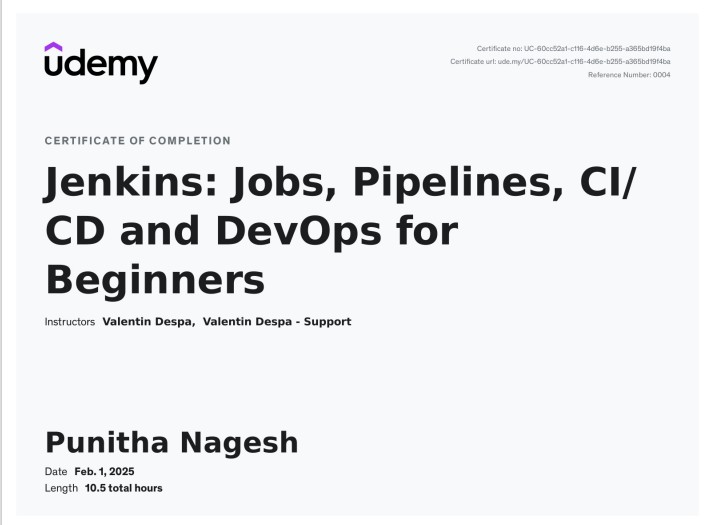 udemy
Certificate no: UC-60cc52a1-c1f6-4d6e-b255-a365bd19f4ba
Certificate url: ude.my/UC-60cc52a1-c1f6-4d6e-b255-a365bd19f4ba
Reference Number: 0004
CERTIFICATE OF COMPLETION
Jenkins: Jobs, Pipelines, CI/
CD and DevOps for
Beginners
Instructors Valentin Despa, Valentin Despa - Support
Punitha Nagesh
Date Feb. 1, 2025
Length 10.5 total hours